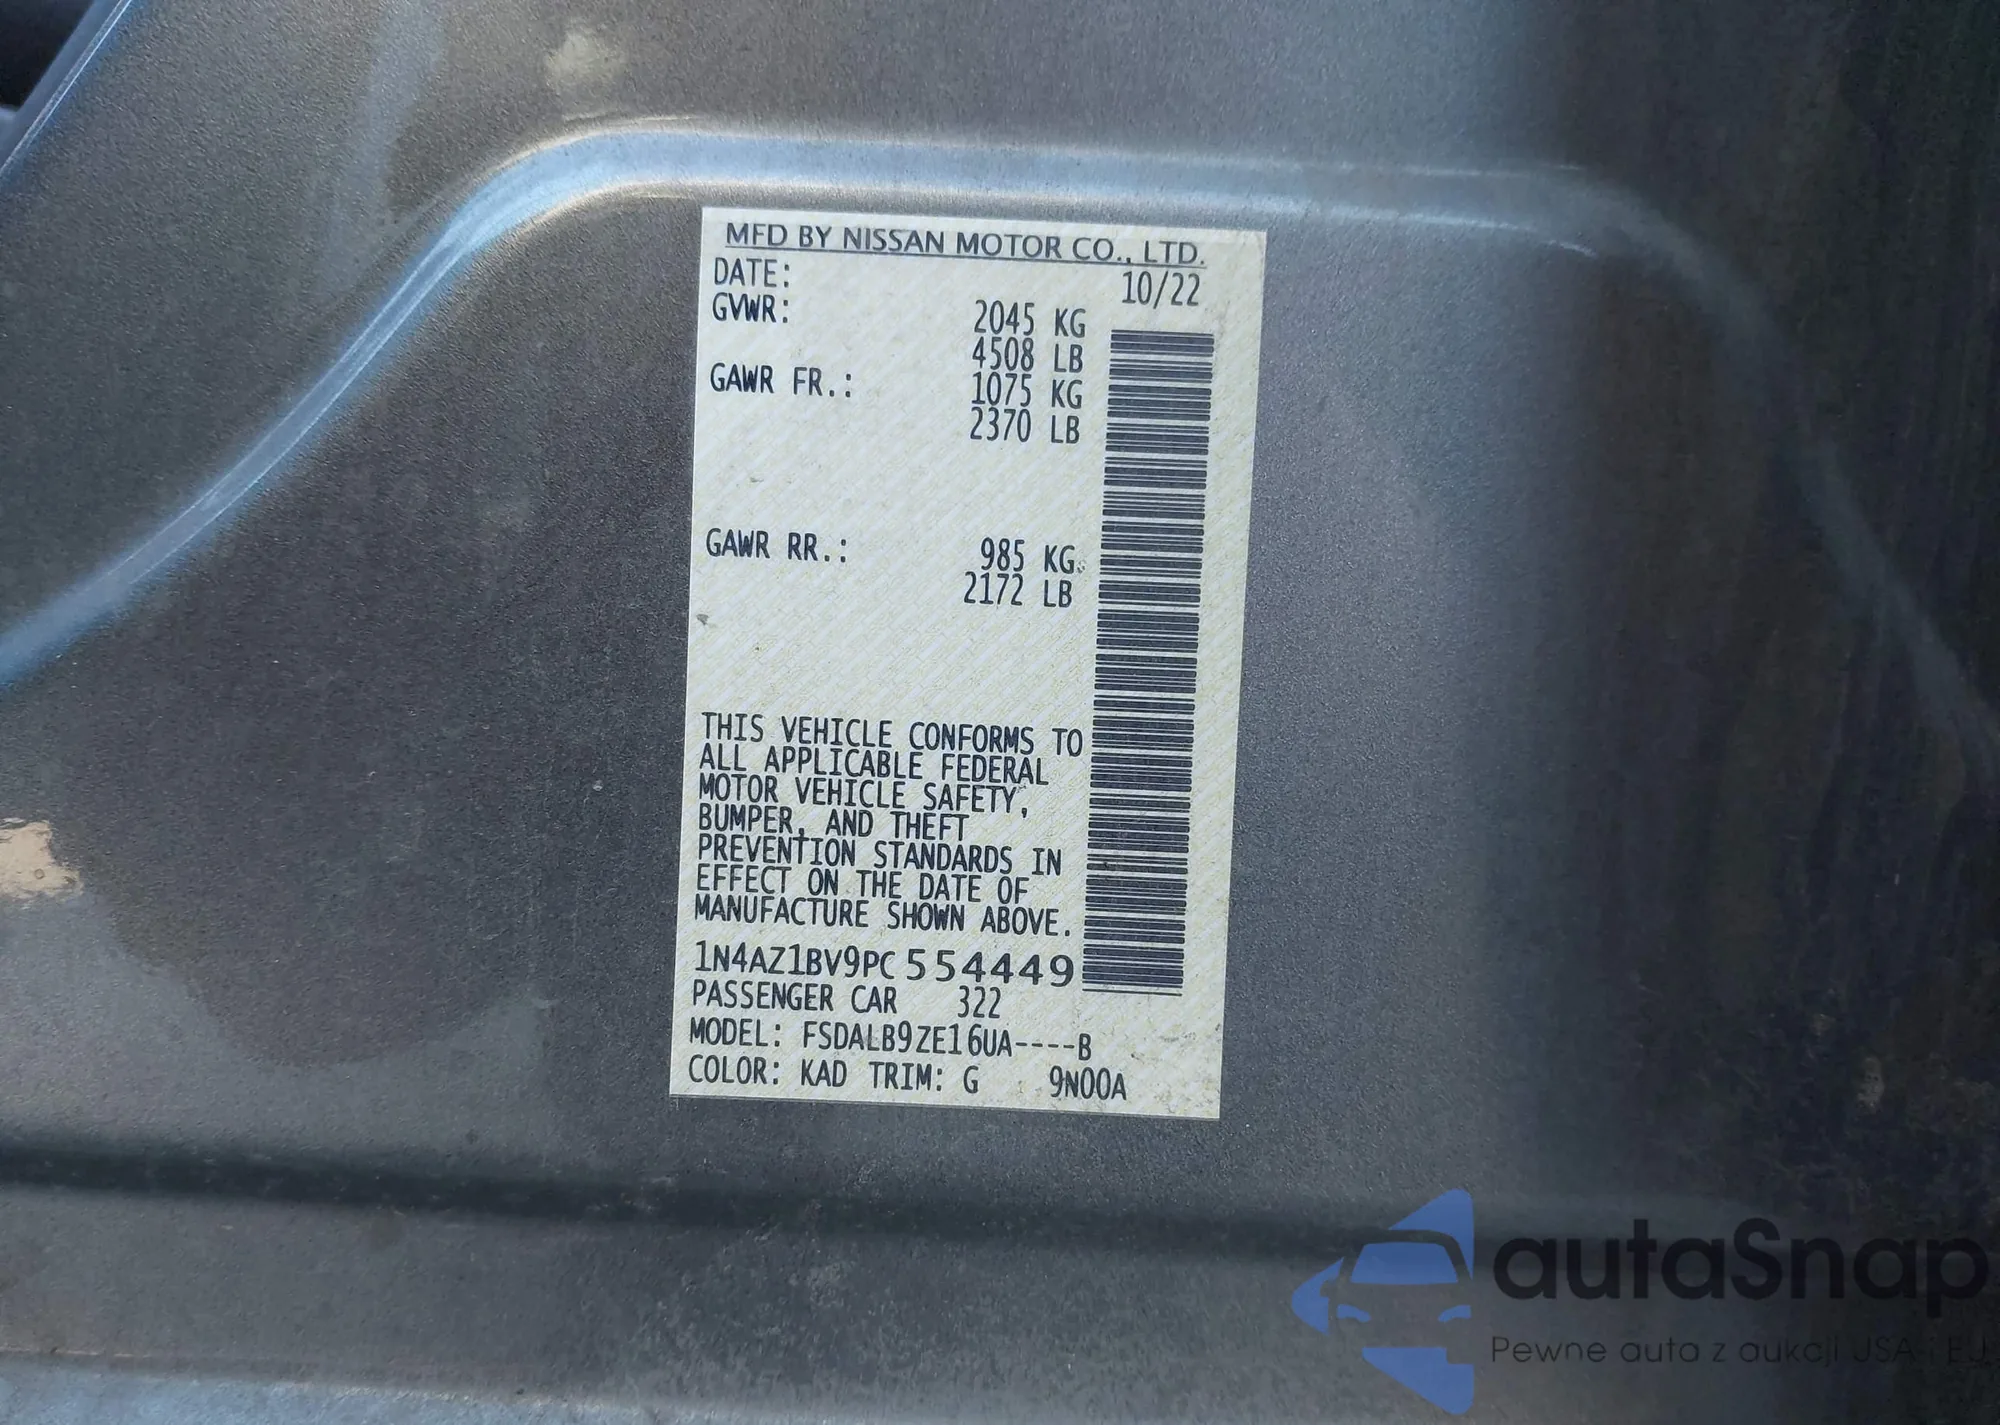 MFD BY NISSAN MOTOR CO., LTD.
DATE: 10/22
GVWR: 2045 KG
4508 LB
GAWR FR.: 1075 KG
2370 LB
GAWR RR.: 985 KG
2172 LB
THIS VEHICLE CONFORMS TO
ALL APPLICABLE FEDERAL
MOTOR VEHICLE SAFETY,
BUMPER, AND THEFT
PREVENTION STANDARDS IN
EFFECT ON THE DATE OF
MANUFACTURE SHOWN ABOVE.
1N4AZ1BV9PC554449
PASSENGER CAR 322
MODEL: FSDALB9ZE16UA----B
COLOR: KAD TRIM: G 9N00A
autaSnap
Pewne auta z aukcji USA i EU